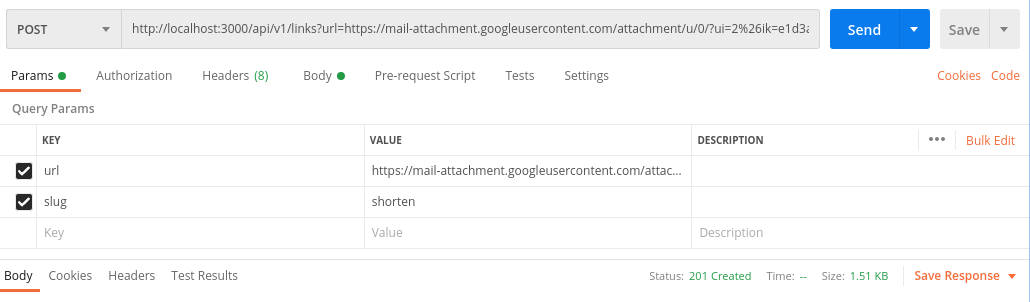 POST http://localhost:3000/api/v1/links?url=https://mail-attachment.googleusercontent.com/attachment/u/0/?ui=2%26ik=e1d3a Send Save
Params Authorization Headers (8) Body Pre-request Script Tests Settings Cookies Code
Query Params
KEY VALUE DESCRIPTION ••• Bulk Edit
url https://mail-attachment.googleusercontent.com/attac...
slug shorten
Key Value Description
Body Cookies Headers Test Results Status: 201 Created Time: -- Size: 1.51 KB Save Response